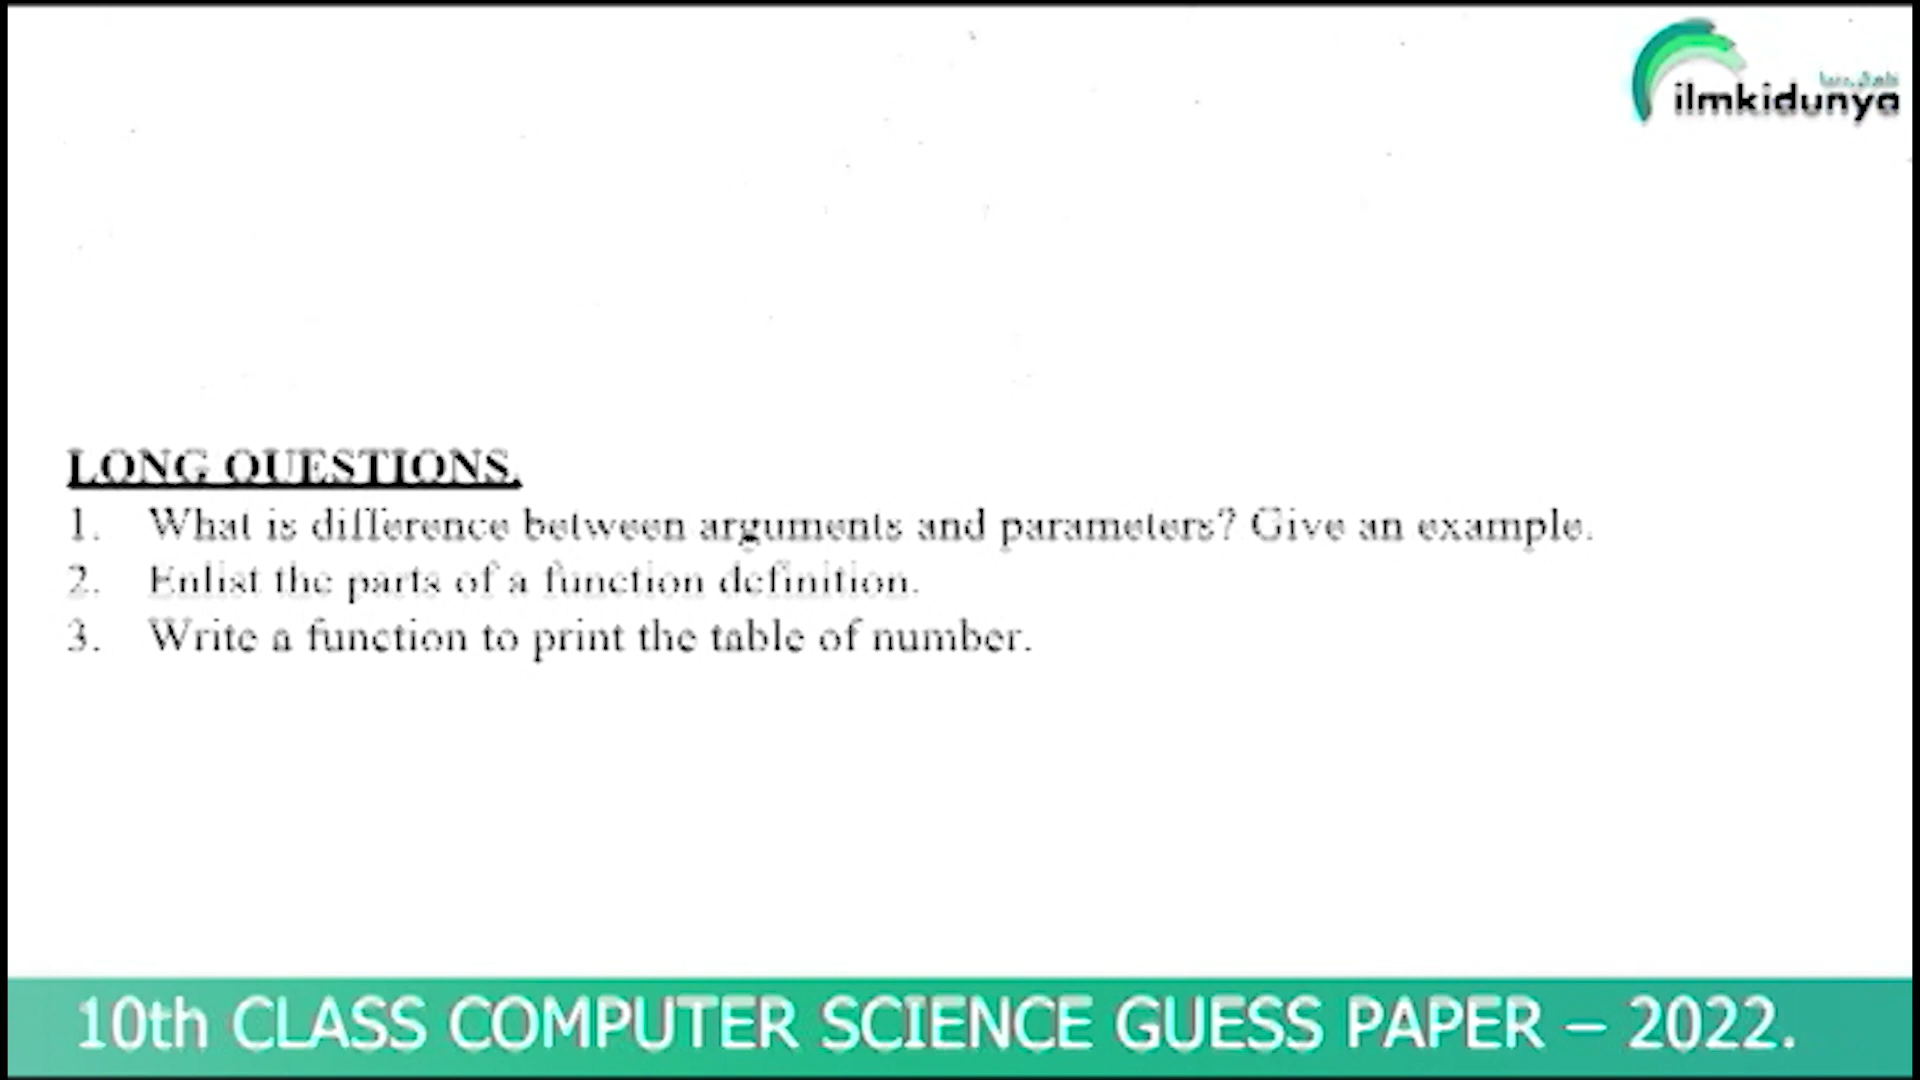 ilmkidunya
LONG QUESTIONS.
1. What is difference between arguments and parameters? Give an example.
2. Enlist the parts of a function definition.
3. Write a function to print the table of number.
10th CLASS COMPUTER SCIENCE GUESS PAPER – 2022.